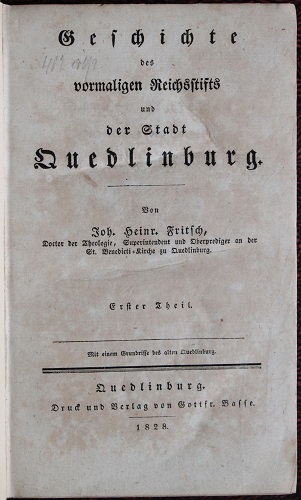 Geschichte
des
vormaligen Reichsstifts
und
der Stadt
Quedlinburg.
Von
Joh. Heinr. Fritsch,
Doctor der Theologie, Superintendent und Oberprediger an der
St. Benedicti-Kirche zu Quedlinburg.
Erster Theil.
Mit einem Grundrisse des alten Quedlinburg.
Quedlinburg.
Druck und Verlag von Gottfr. Basse.
1828.